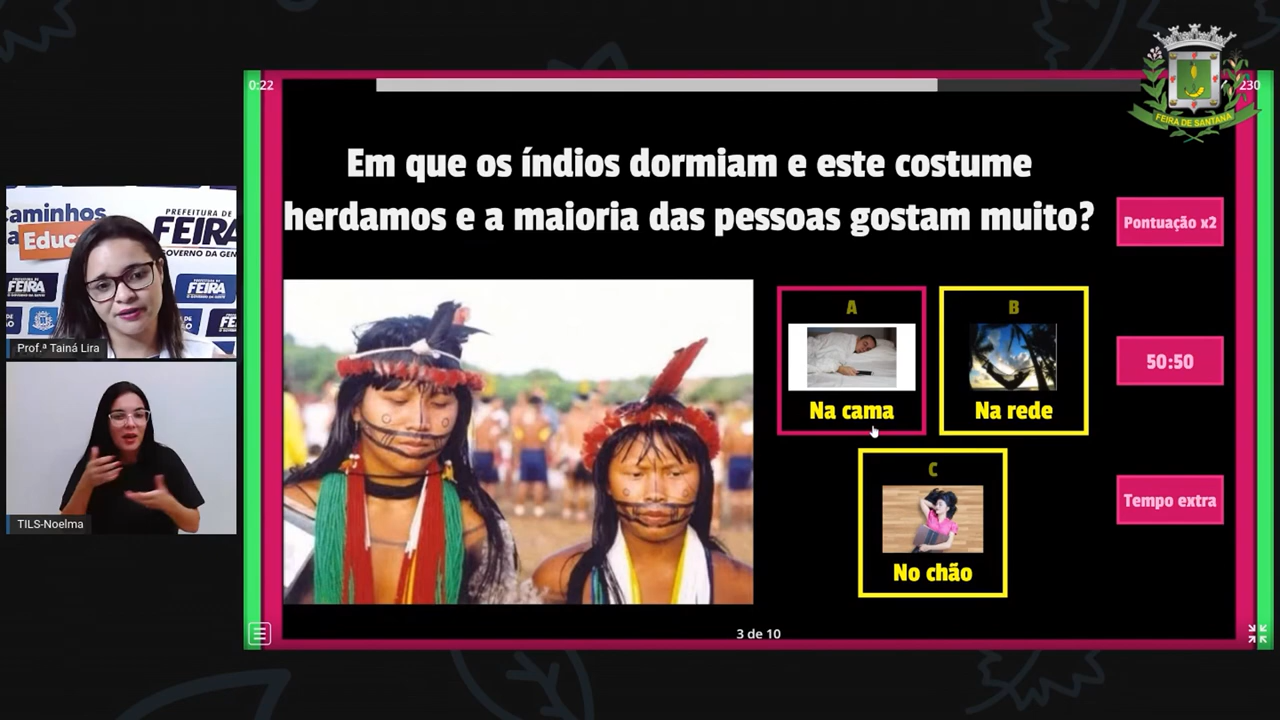 0:22
230
FEIRA DE SANTANA
Em que os índios dormiam e este costume
herdamos e a maioria das pessoas gostam muito?
Pontuação x2
50:50
Tempo extra
A
Na cama
B
Na rede
C
No chão
3 de 10
aminhos
a Educ
PREFEITURA DE
FEIRA
GOVERNO DA GEN
FEIRA
FEIRA
Prof.ª Tainá Lira
TILS-Noelma